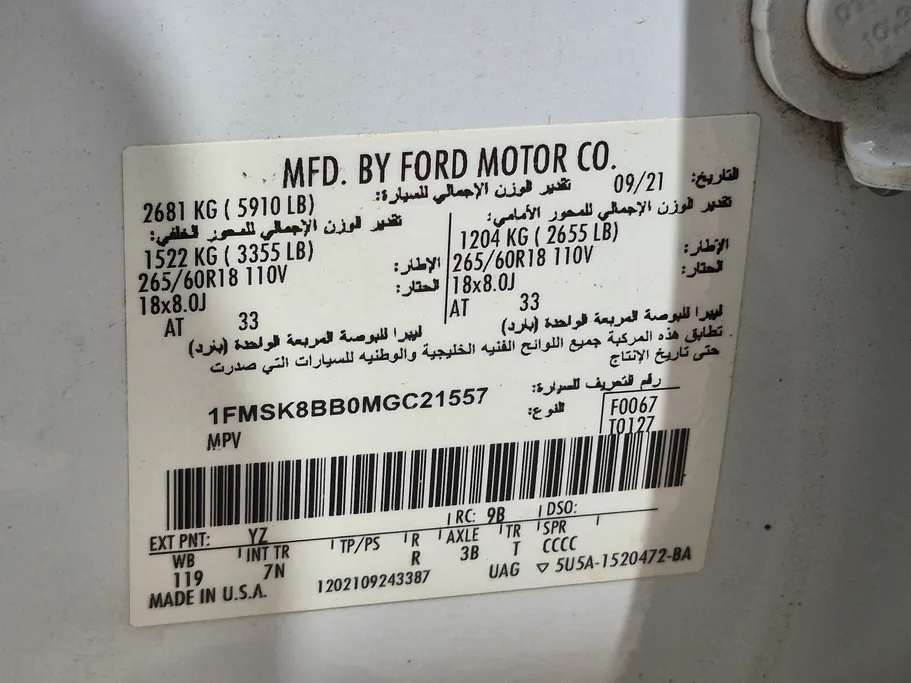 MFD. BY FORD MOTOR CO.
التاريخ: 09/21
تقدير الوزن الإجمالي للسيارة: 2681 KG ( 5910 LB)
تقدير الوزن الإجمالي للمحور الأمامي:
1204 KG ( 2655 LB)
الإطار: 265/60R18 110V
الحتار: 18x8.0J
AT 33 ليبرا للبوصة المربعة الواحدة (بارد)
تقدير الوزن الإجمالي للمحور الخلفي:
1522 KG ( 3355 LB)
الإطار: 265/60R18 110V
الحتار: 18x8.0J
AT 33 ليبرا للبوصة المربعة الواحدة (بارد)
تطابق هذه المركبة جميع اللوائح الفنيه الخليجية والوطنيه للسيارات التي صدرت
حتى تاريخ الإنتاج
رقم التعريف للسيارة: 1FMSK8BB0MGC21557
النوع: MPV
F0067
T0127
EXT PNT: YZ RC: 9B DSO:
WB INT TR TP/PS R AXLE TR SPR
119 7N R 3B T CCCC
MADE IN U.S.A. 1202109243387 UAG 5U5A-1520472-BA